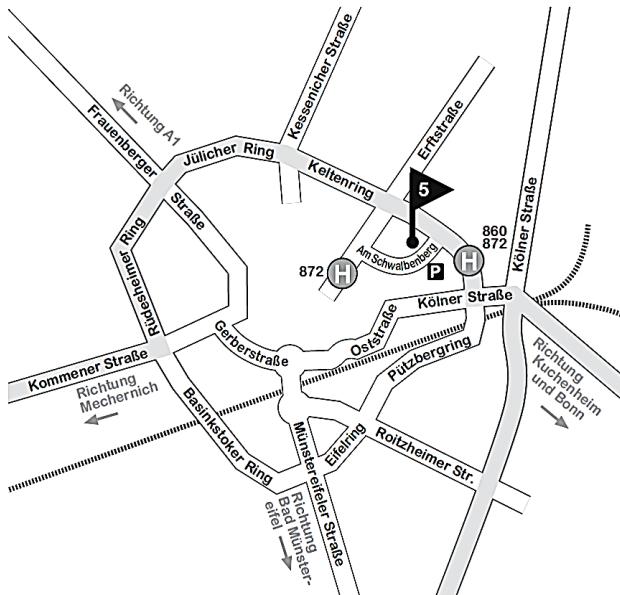 Kessenicher Straße
Richtung A1
Frauenberger
Straße
Jülicher Ring
Keltenring
Erftstraße
5
Kölner Straße
860
872
H
Am Schwalbenberg
P
872
H
Rüdesheimer Ring
Kölner Straße
Oststraße
Gerberstraße
Pützbergring
Kommener Straße
Richtung
Mechernich
Richtung
Kuchenheim
und Bonn
Basinkstoker Ring
Münstereifeler Straße
Eifelring
Roitzheimer Str.
Richtung
Bad Münster-
eifel